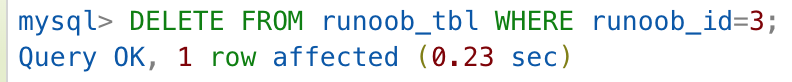 mysql> DELETE FROM runoob_tbl WHERE runoob_id=3;
Query OK, 1 row affected (0.23 sec)